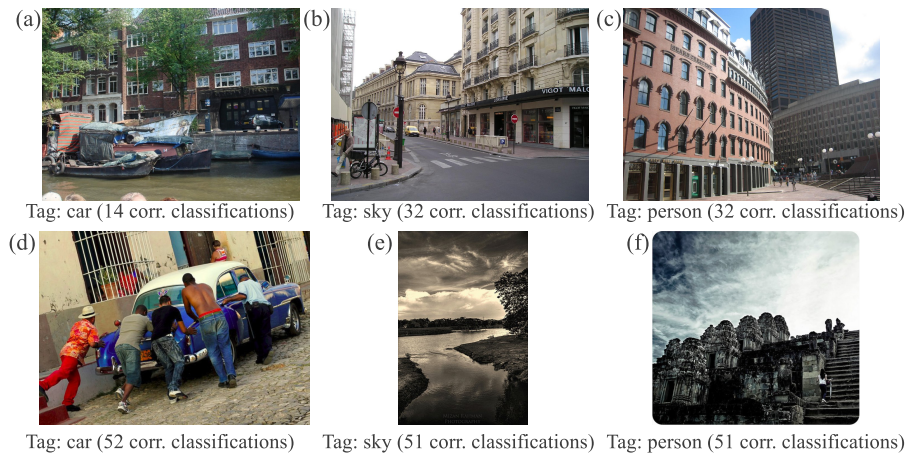 (a)
(b)
(c)
VIGOT MALO
Tag: car (14 corr. classifications)
Tag: sky (32 corr. classifications)
Tag: person (32 corr. classifications)
(d)
(e)
(f)
Tag: car (52 corr. classifications)
Tag: sky (51 corr. classifications)
Tag: person (51 corr. classifications)